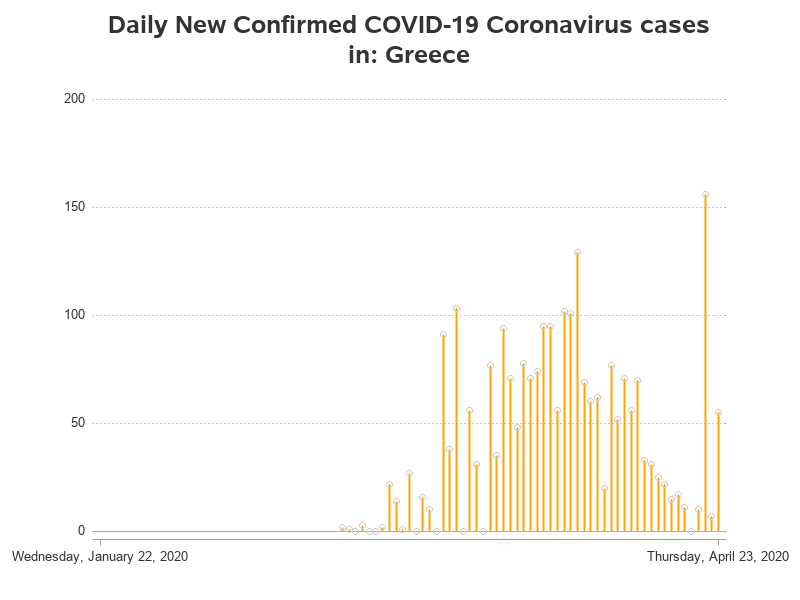 Daily New Confirmed COVID-19 Coronavirus cases
in: Greece
200
150
100
50
0
Wednesday, January 22, 2020
Thursday, April 23, 2020